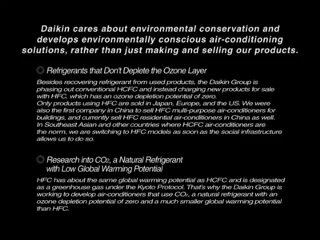 Daikin cares about environmental conservation and
develops environmentally conscious air-conditioning
solutions, rather than just making and selling our products.
Refrigerants that Don't Deplete the Ozone Layer
Besides recovering refrigerant from used products, the Daikin Group is
phasing out conventional HCFC and instead charging new products for sale
with HFC, which has an ozone depletion potential of zero.
Only products using HFC are sold in Japan, Europe, and the US. We were
also the first company in China to sell HFC multi-purpose air-conditioners for
buildings, and currently sell HFC residential air-conditioners in China as well.
In Southeast Asian and other countries where HCFC air-conditioners are
the norm, we are switching to HFC models as soon as the social infrastructure
allows us to do so.
Research into CO₂, a Natural Refrigerant
with Low Global Warming Potential
HFC has about the same global warming potential as HCFC and is designated
as a greenhouse gas under the Kyoto Protocol. That's why the Daikin Group is
working to develop air-conditioners that use CO₂, a natural refrigerant with an
ozone depletion potential of zero and a much smaller global warming potential
than HFC.